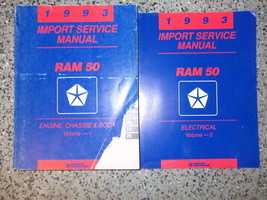 1993
IMPORT SERVICE
MANUAL
RAM 50
ENGINE, CHASSIS & BODY
Volume — 1
1993
IMPORT SERVICE
MANUAL
RAM 50
ELECTRICAL
Volume — 2